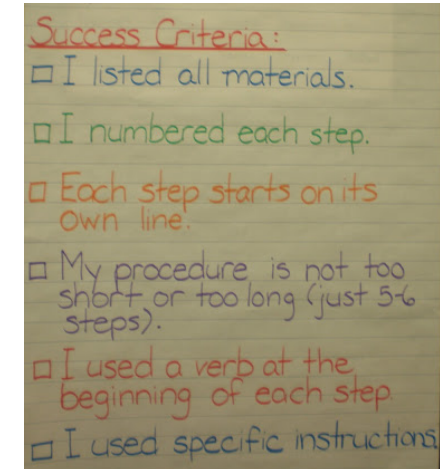 Success Criteria:
I listed all materials.
I numbered each step.
Each step starts on its
own line.
My procedure is not too
short or too long (just 5-6
steps).
I used a verb at the
beginning of each step.
I used specific instructions